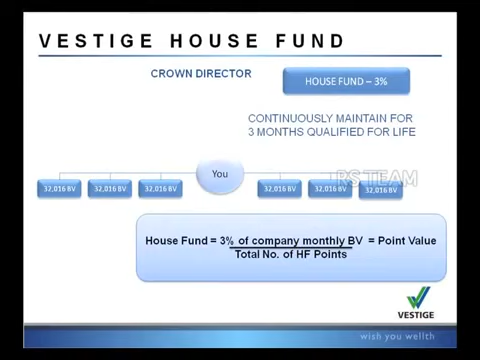 VESTIGE HOUSE FUND
CROWN DIRECTOR
HOUSE FUND – 3%
CONTINUOUSLY MAINTAIN FOR
3 MONTHS QUALIFIED FOR LIFE
You
RS TEAM
32,016 BV 32,016 BV 32,016 BV 32,016 BV 32,016 BV 32,016 BV
House Fund = 3% of company monthly BV = Point Value
Total No. of HF Points
VESTIGE
wish you wellth